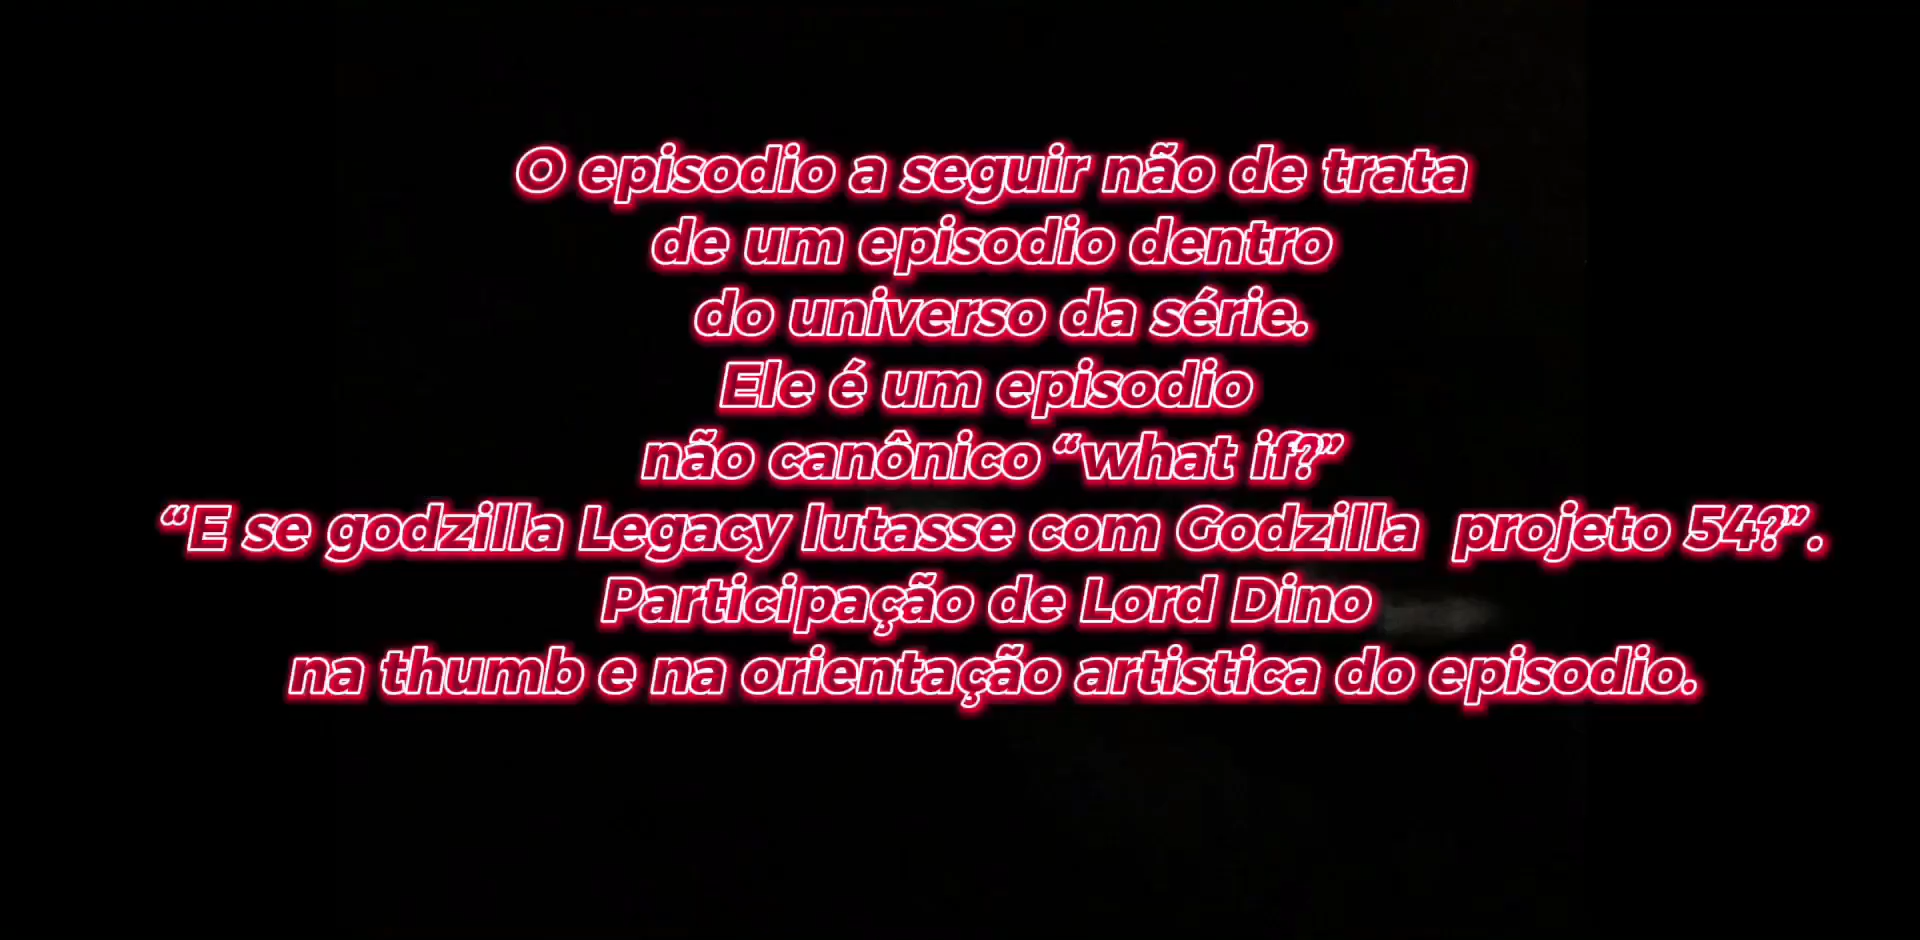 O episodio a seguir não de trata
de um episodio dentro
do universo da série.
Ele é um episodio
não canônico “what if?”
“E se godzilla Legacy lutasse com Godzilla projeto 54?”.
Participação de Lord Dino
na thumb e na orientação artistica do episodio.